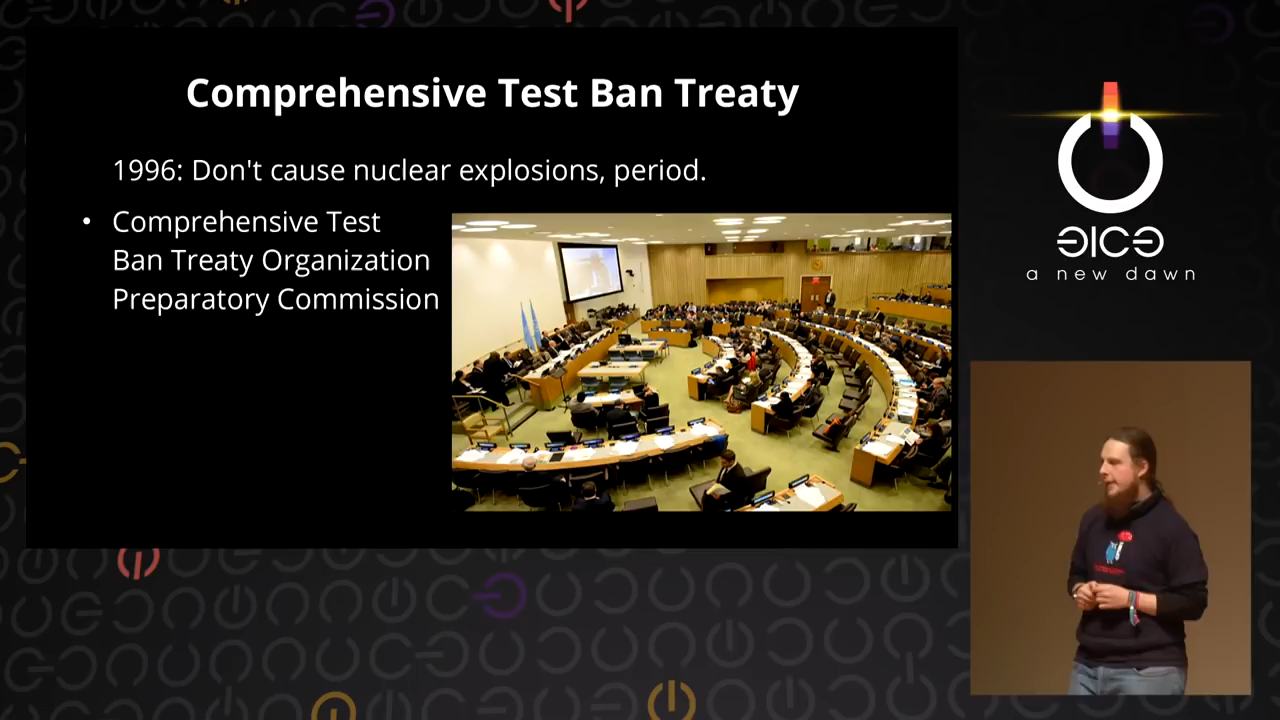 Comprehensive Test Ban Treaty
1996: Don't cause nuclear explosions, period.
• Comprehensive Test
Ban Treaty Organization
Preparatory Commission
a new dawn